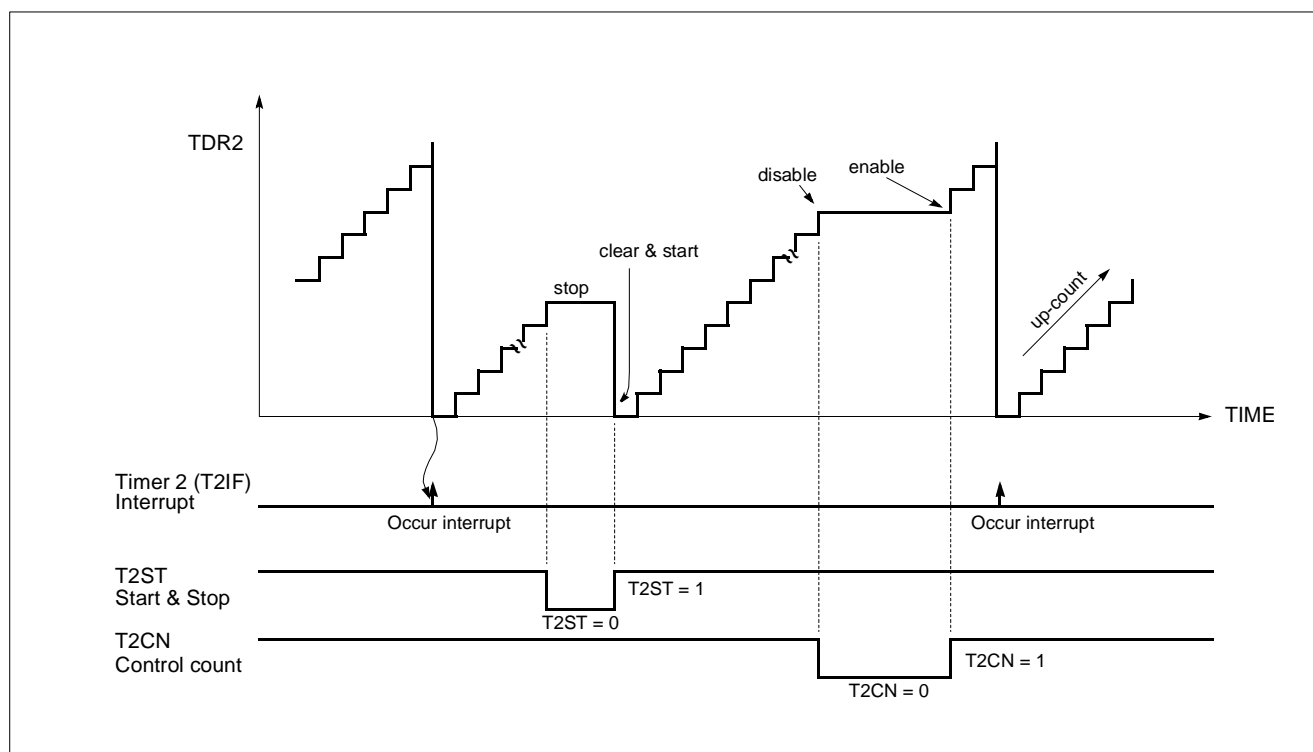 TDR2
disable
enable
clear & start
stop
up-count
TIME
Timer 2 (T2IF)
Interrupt
Occur interrupt
Occur interrupt
T2ST
Start & Stop
T2ST = 1
T2ST = 0
T2CN
Control count
T2CN = 1
T2CN = 0